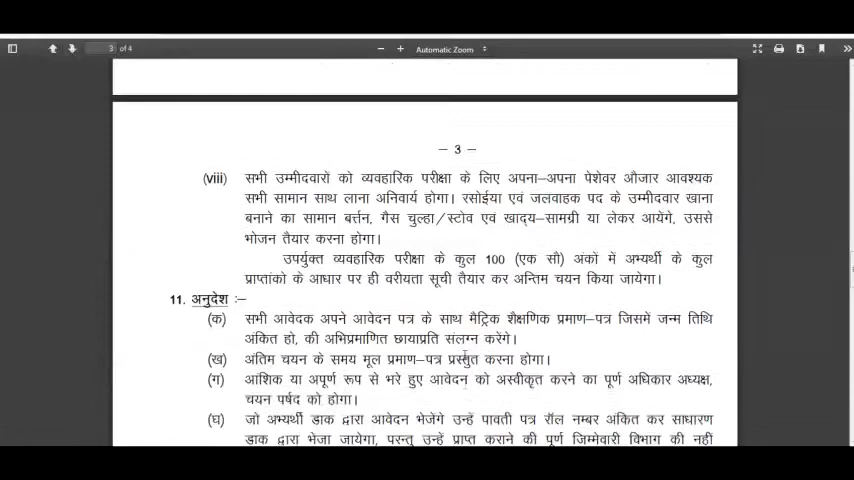 3 of 4
Automatic Zoom
– 3 –
(viii) सभी उम्मीदवारों को व्यवहारिक परीक्षा के लिए अपना–अपना पेशेवर औजार आवश्यक
सभी सामान साथ लाना अनिवार्य होगा। रसोईया एवं जलवाहक पद के उम्मीदवार खाना
बनाने का सामान बर्त्तन, गैस चुल्हा/स्टोव एवं खाद्य–सामग्री या लेकर आयेंगे, उससे
भोजन तैयार करना होगा।
उपर्युक्त व्यवहारिक परीक्षा के कुल 100 (एक सौ) अंकों में अभ्यर्थी के कुल
प्राप्तांको के आधार पर ही वरीयता सूची तैयार कर अन्तिम चयन किया जायेगा।
11. अनुदेश :–
(क) सभी आवेदक अपने आवेदन पत्र के साथ मैट्रिक शैक्षणिक प्रमाण–पत्र जिसमें जन्म तिथि
अंकित हो, की अभिप्रमाणित छायाप्रति संलग्न करेंगे।
(ख) अंतिम चयन के समय मूल प्रमाण–पत्र प्रस्तुत करना होगा।
(ग) आंशिक या अपूर्ण रूप से भरे हुए आवेदन को अस्वीकृत करने का पूर्ण अधिकार अध्यक्ष,
चयन पर्षद को होगा।
(घ) जो अभ्यर्थी डाक द्वारा आवेदन भेजेंगे उन्हें पावती पत्र रॉल नम्बर अंकित कर साधारण
डाक द्वारा भेजा जायेगा, परन्तु उन्हें प्राप्त कराने की पूर्ण जिम्मेवारी विभाग की नहीं